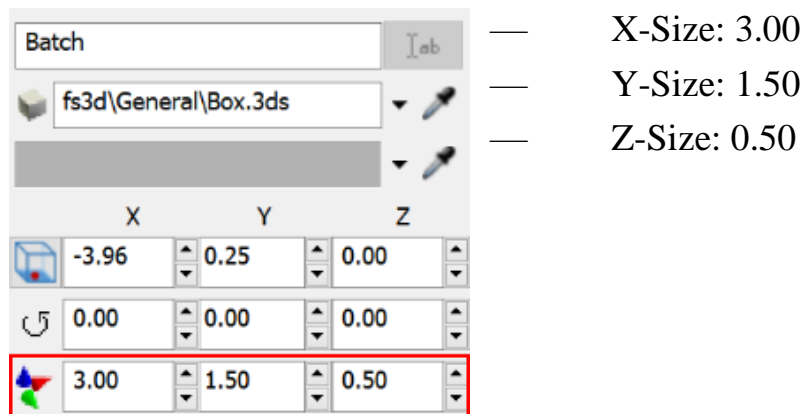 Batch
ab
fs3d\General\Box.3ds
X Y Z
-3.96 0.25 0.00
0.00 0.00 0.00
3.00 1.50 0.50
— X-Size: 3.00
— Y-Size: 1.50
— Z-Size: 0.50